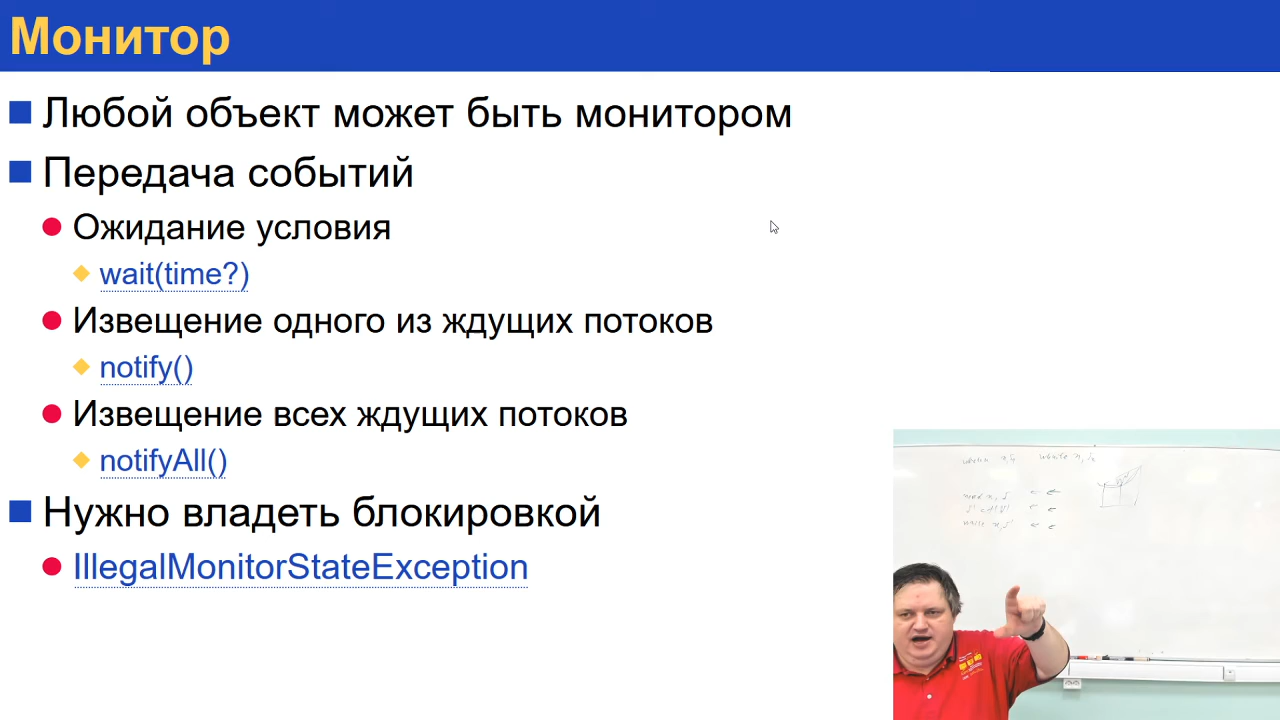 Монитор
Любой объект может быть монитором
Передача событий
Ожидание условия
wait(time?)
Извещение одного из ждущих потоков
notify()
Извещение всех ждущих потоков
notifyAll()
Нужно владеть блокировкой
IllegalMonitorStateException